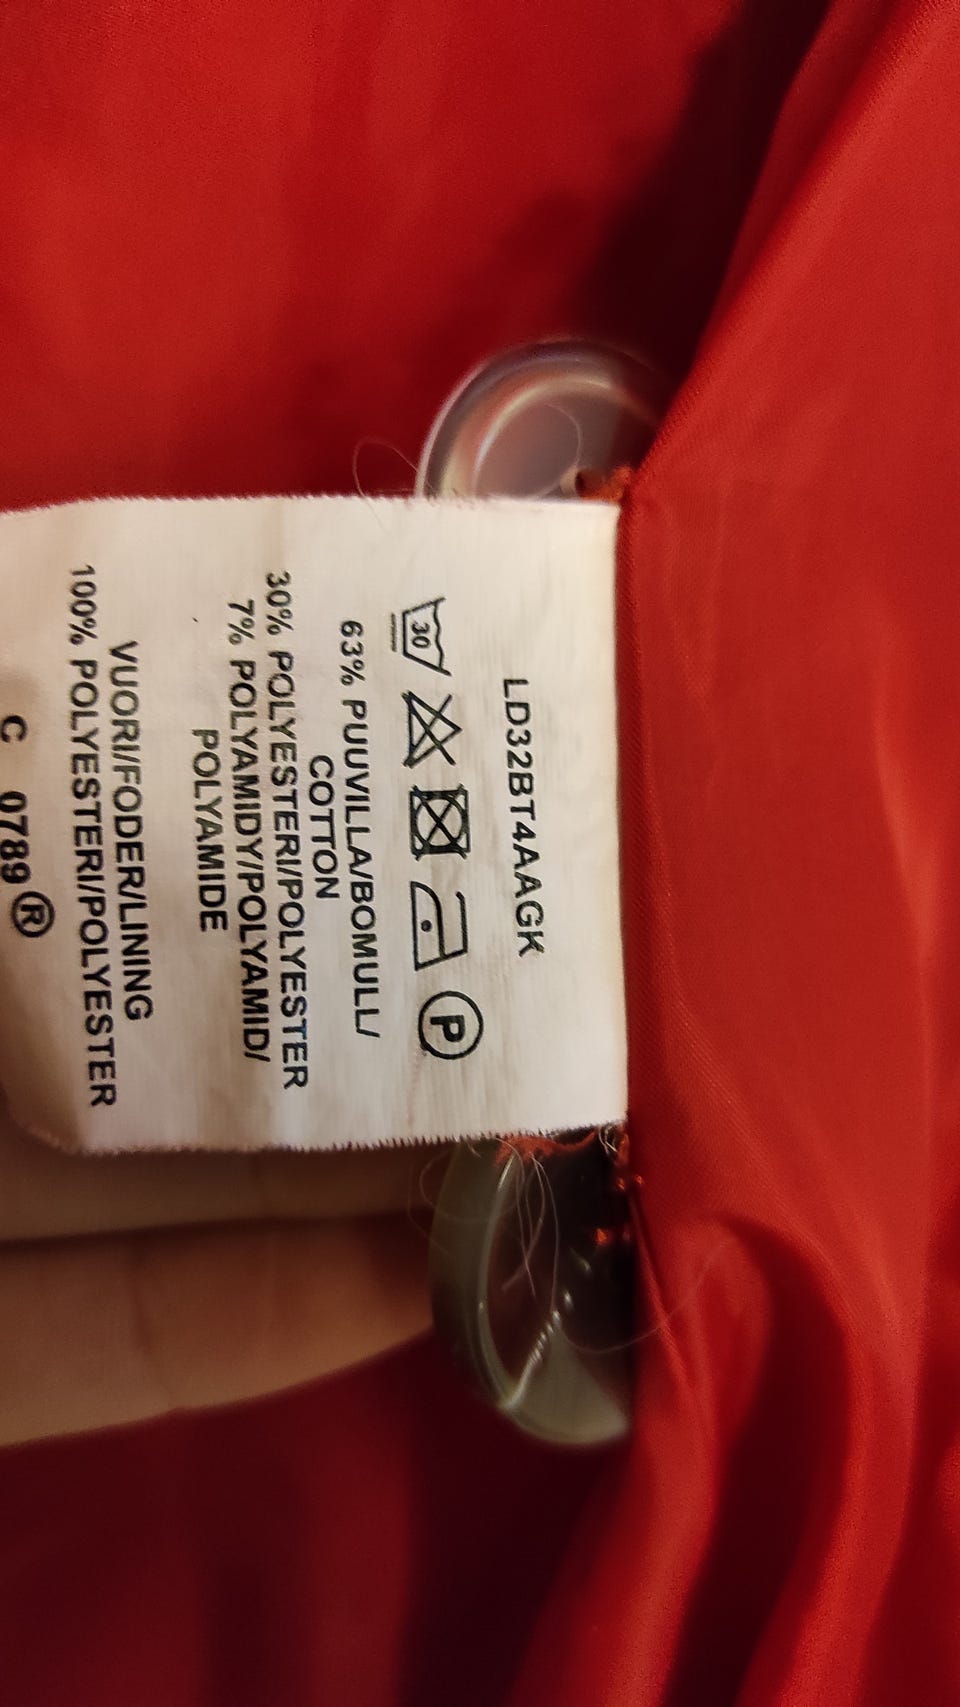 LD32BT4AAGK
30 P
63% PUUVILLA/BOMULL/
COTTON
30% POLYESTERI/POLYESTER
7% POLYAMIDY/POLYAMID/
POLYAMIDE
VUORI/FODER/LINING
100% POLYESTERI/POLYESTER
C 0789 ®